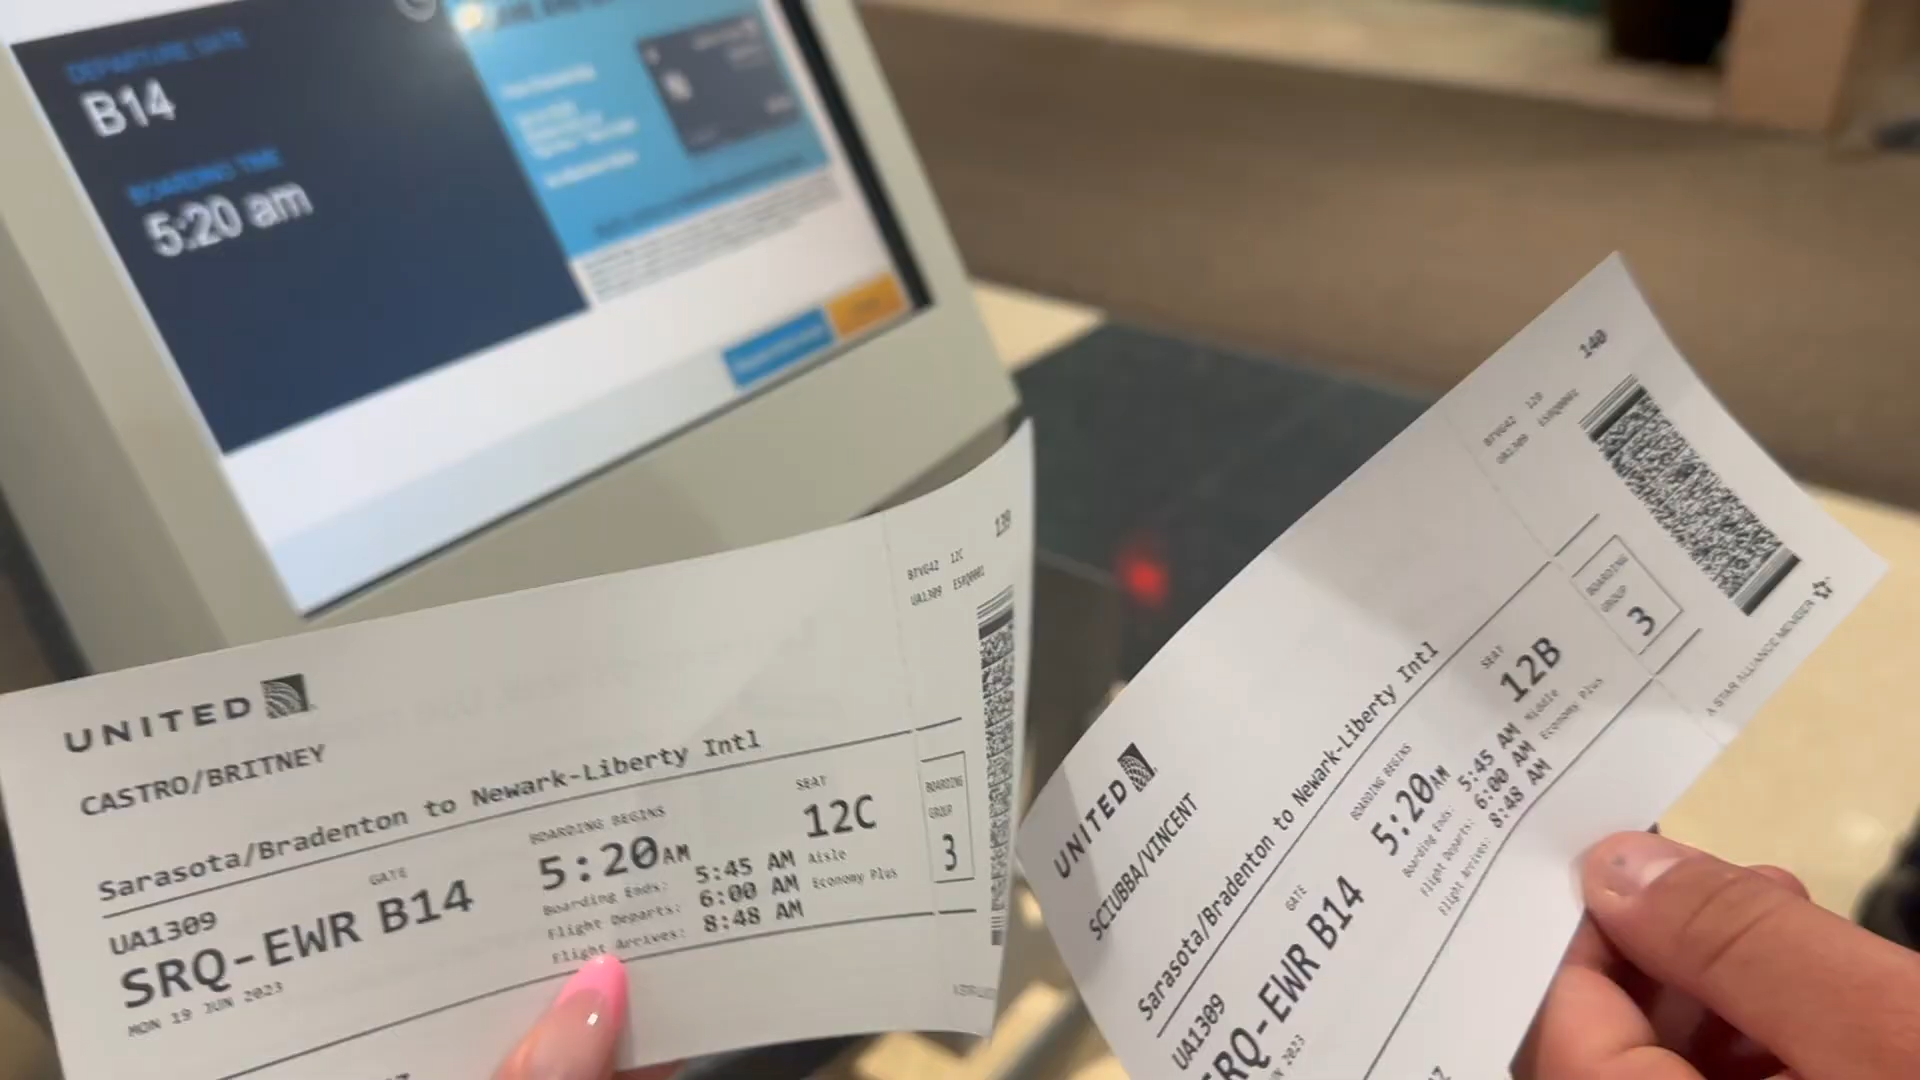 DEPARTURE GATE
B14
BOARDING TIME
5:20 am
UNITED
CASTRO/BRITNEY
Sarasota/Bradenton to Newark-Liberty Intl
UA1309
SRQ-EWR
MON 19 JUN 2023
GATE
B14
BOARDING BEGINS
5:20AM
Boarding Ends: 5:45 AM
Flight Departs: 6:00 AM
Flight Arrives: 8:48 AM
SEAT
12C
Aisle
Economy Plus
BOARDING
GROUP
3
12C
UA1309
139
UNITED
SCIUBBA/VINCENT
Sarasota/Bradenton to Newark-Liberty Intl
UA1309
SRQ-EWR
2023
GATE
B14
BOARDING BEGINS
5:20AM
Boarding Ends: 5:45 AM
Flight Departs: 6:00 AM
Flight Arrives: 8:48 AM
SEAT
12B
Middle
Economy Plus
BOARDING
GROUP
3
12B
UA1309
140
A STAR ALLIANCE MEMBER